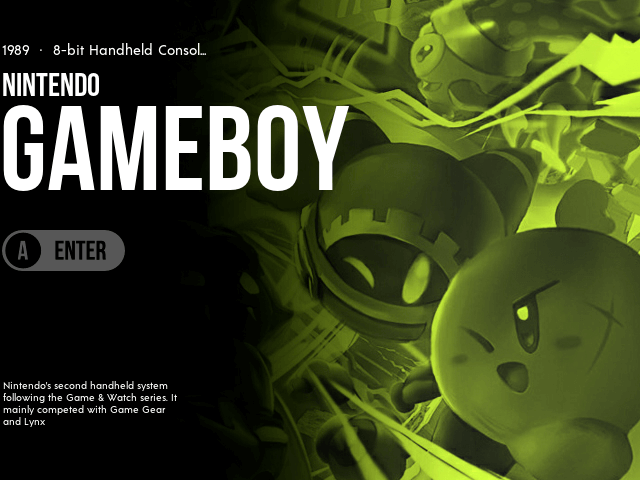 1989 · 8-bit Handheld Consol…
NINTENDO
GAMEBOY
A ENTER
Nintendo's second handheld system
following the Game & Watch series. It
mainly competed with Game Gear
and Lynx